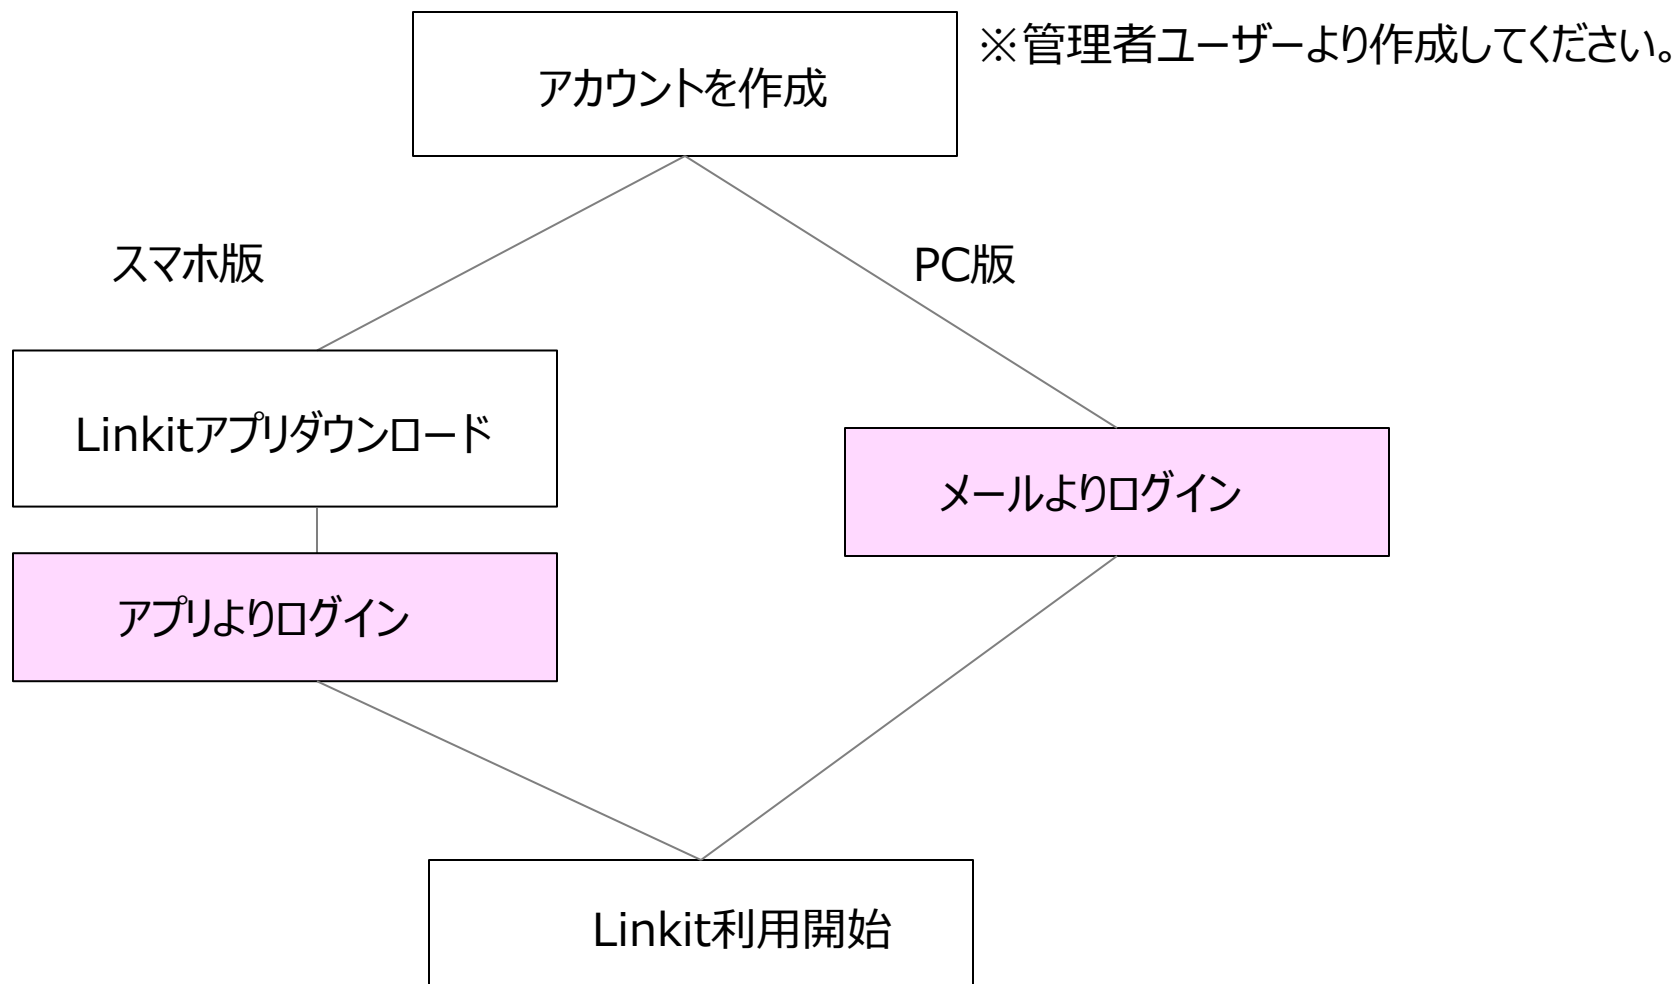 アカウントを作成
※管理者ユーザーより作成してください。
スマホ版
PC版
Linkitアプリダウンロード
メールよりログイン
アプリよりログイン
Linkit利用開始